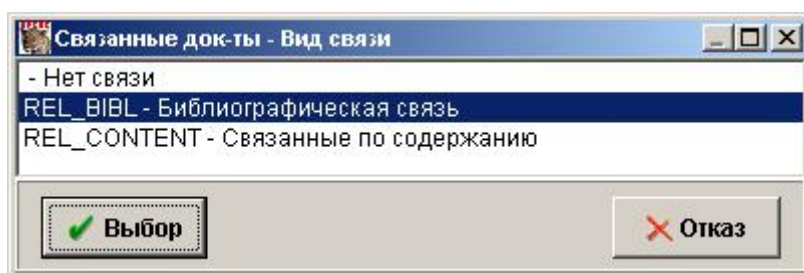 Связанные док-ты - Вид связи
- Нет связи
REL_BIBL - Библиографическая связь
REL_CONTENT - Связанные по содержанию
Выбор
Отказ